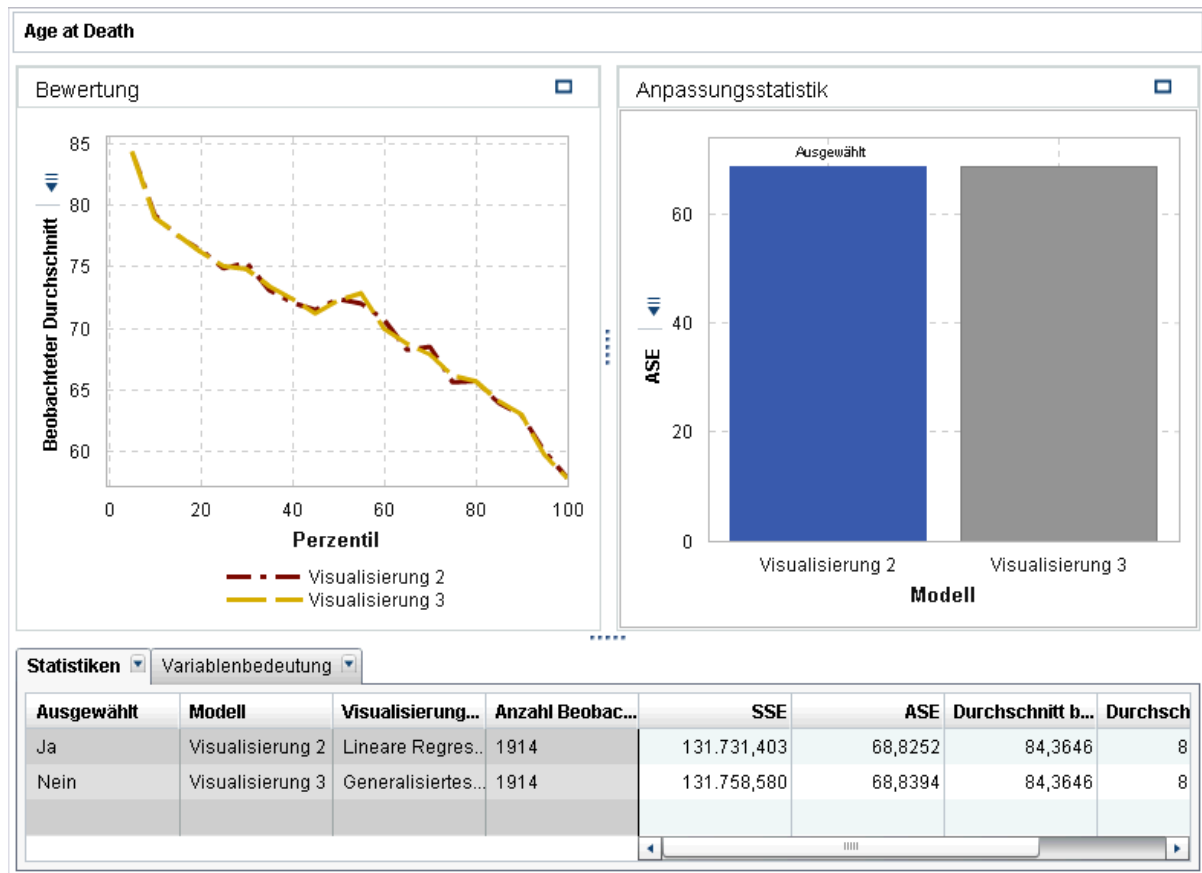 Age at Death
Bewertung
Beobachteter Durchschnitt
85
80
75
70
65
60
0 20 40 60 80 100
Perzentil
Visualisierung 2
Visualisierung 3
Anpassungsstatistik
Ausgewählt
ASE
60
40
20
0
Visualisierung 2 Visualisierung 3
Modell
Statistiken Variablenbedeutung
Ausgewählt Modell Visualisierung... Anzahl Beobac... SSE ASE Durchschnitt b... Durchsch
Ja Visualisierung 2 Lineare Regres.. 1914 131.731,403 68,8252 84,3646 8
Nein Visualisierung 3 Generalisiertes... 1914 131.758,580 68,8394 84,3646 8